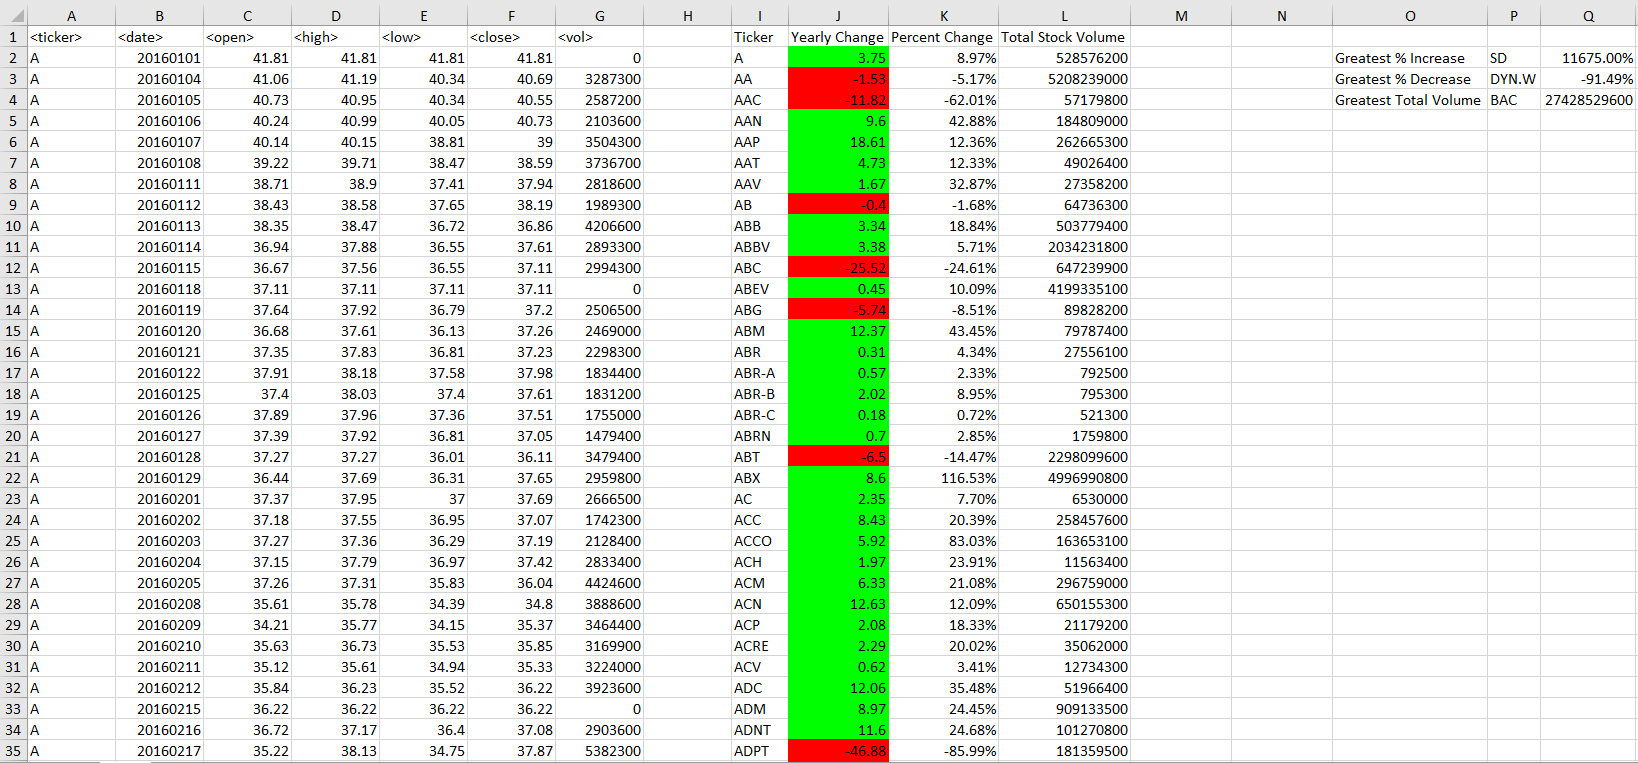 A B C D E F G H I J K L M N O P Q
1 <ticker> <date> <open> <high> <low> <close> <vol> Ticker Yearly Change Percent Change Total Stock Volume
2 A 20160101 41.81 41.81 41.81 41.81 0 A 3.75 8.97% 528576200 Greatest % Increase SD 11675.00%
3 A 20160104 41.06 41.19 40.34 40.69 3287300 AA -1.53 -5.17% 5208239000 Greatest % Decrease DYN.W -91.49%
4 A 20160105 40.73 40.95 40.34 40.55 2587200 AAC -11.82 -62.01% 57179800 Greatest Total Volume BAC 27428529600
5 A 20160106 40.24 40.99 40.05 40.73 2103600 AAN 9.6 42.88% 184809000
6 A 20160107 40.14 40.15 38.81 39 3504300 AAP 18.61 12.36% 262665300
7 A 20160108 39.22 39.71 38.47 38.59 3736700 AAT 4.73 12.33% 49026400
8 A 20160111 38.71 38.9 37.41 37.94 2818600 AAV 1.67 32.87% 27358200
9 A 20160112 38.43 38.58 37.65 38.19 1989300 AB -0.4 -1.68% 64736300
10 A 20160113 38.35 38.47 36.72 36.86 4206600 ABB 3.34 18.84% 503779400
11 A 20160114 36.94 37.88 36.55 37.61 2893300 ABBV 3.38 5.71% 2034231800
12 A 20160115 36.67 37.56 36.55 37.11 2994300 ABC -25.52 -24.61% 647239900
13 A 20160118 37.11 37.11 37.11 37.11 0 ABEV 0.45 10.09% 4199335100
14 A 20160119 37.64 37.92 36.79 37.2 2506500 ABG -5.74 -8.51% 89828200
15 A 20160120 36.68 37.61 36.13 37.26 2469000 ABM 12.37 43.45% 79787400
16 A 20160121 37.35 37.83 36.81 37.23 2298300 ABR 0.31 4.34% 27556100
17 A 20160122 37.91 38.18 37.58 37.98 1834400 ABR-A 0.57 2.33% 792500
18 A 20160125 37.4 38.03 37.4 37.61 1831200 ABR-B 2.02 8.95% 795300
19 A 20160126 37.89 37.96 37.36 37.51 1755000 ABR-C 0.18 0.72% 521300
20 A 20160127 37.39 37.92 36.81 37.05 1479400 ABRN 0.7 2.85% 1759800
21 A 20160128 37.27 37.27 36.01 36.11 3479400 ABT -6.5 -14.47% 2298099600
22 A 20160129 36.44 37.69 36.31 37.65 2959800 ABX 8.6 116.53% 4996990800
23 A 20160201 37.37 37.95 37 37.69 2666500 AC 2.35 7.70% 6530000
24 A 20160202 37.18 37.55 36.95 37.07 1742300 ACC 8.43 20.39% 258457600
25 A 20160203 37.27 37.36 36.29 37.19 2128400 ACCO 5.92 83.03% 163653100
26 A 20160204 37.15 37.79 36.97 37.42 2833400 ACH 1.97 23.91% 11563400
27 A 20160205 37.26 37.31 35.83 36.04 4424600 ACM 6.33 21.08% 296759000
28 A 20160208 35.61 35.78 34.39 34.8 3888600 ACN 12.63 12.09% 650155300
29 A 20160209 34.21 35.77 34.15 35.37 3464400 ACP 2.08 18.33% 21179200
30 A 20160210 35.63 36.73 35.53 35.85 3169900 ACRE 2.29 20.02% 35062000
31 A 20160211 35.12 35.61 34.94 35.33 3224000 ACV 0.62 3.41% 12734300
32 A 20160212 35.84 36.23 35.52 36.22 3923600 ADC 12.06 35.48% 51966400
33 A 20160215 36.22 36.22 36.22 36.22 0 ADM 8.97 24.45% 909133500
34 A 20160216 36.72 37.17 36.4 37.08 2903600 ADNT 11.6 24.68% 101270800
35 A 20160217 35.22 38.13 34.75 37.87 5382300 ADPT -46.88 -85.99% 181359500